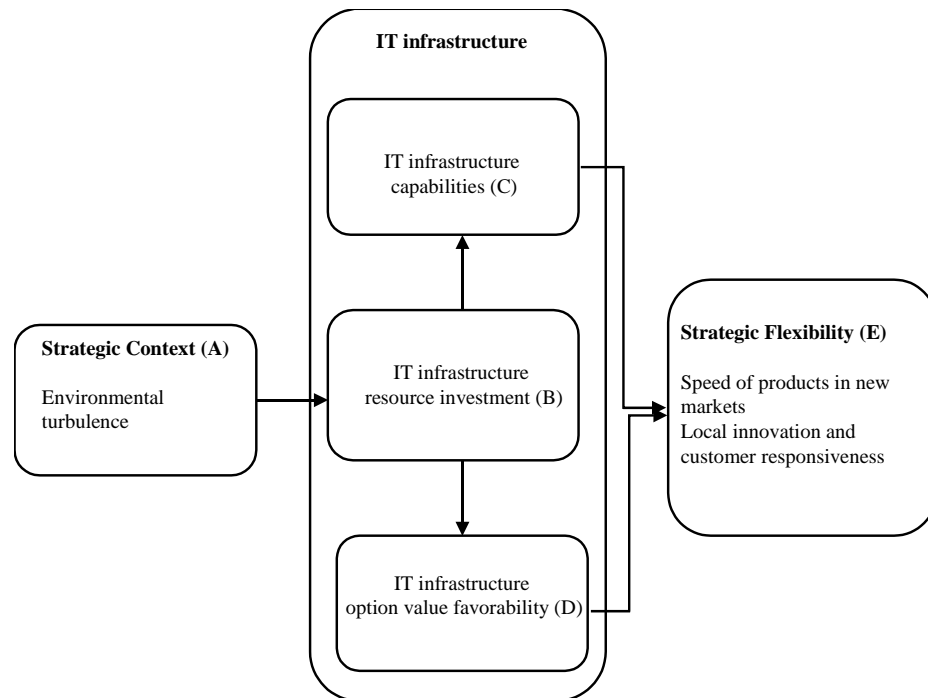 IT infrastructure
IT infrastructure
capabilities (C)
Strategic Context (A)
Environmental
turbulence
IT infrastructure
resource investment (B)
Strategic Flexibility (E)
Speed of products in new
markets
Local innovation and
customer responsiveness
IT infrastructure
option value favorability (D)